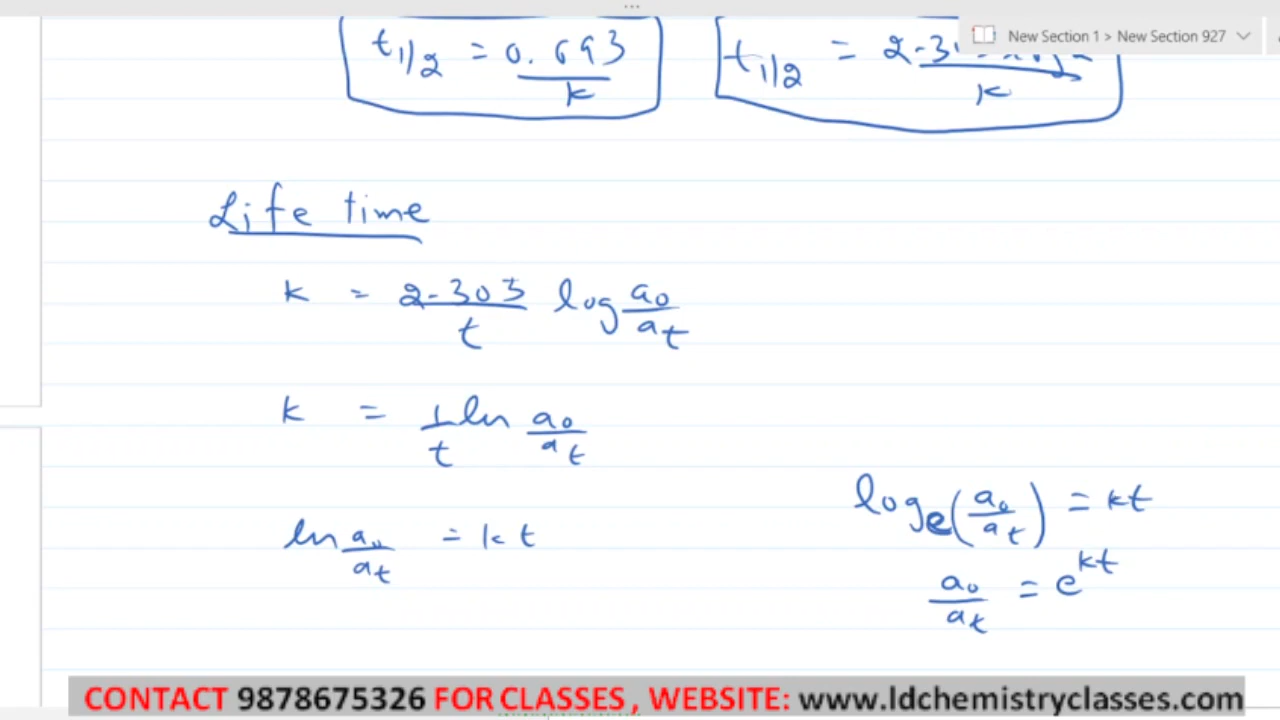 New Section 1 > New Section 927
t1/2 = 0.693/k
t1/2 = 2.30 /k
Life time
k = 2.303/t log a0/at
k = 1/t ln a0/at
ln a0/at = kt
loge(a0/at) = kt
a0/at = e^kt
CONTACT 9878675326 FOR CLASSES , WEBSITE: www.ldchemistryclasses.com